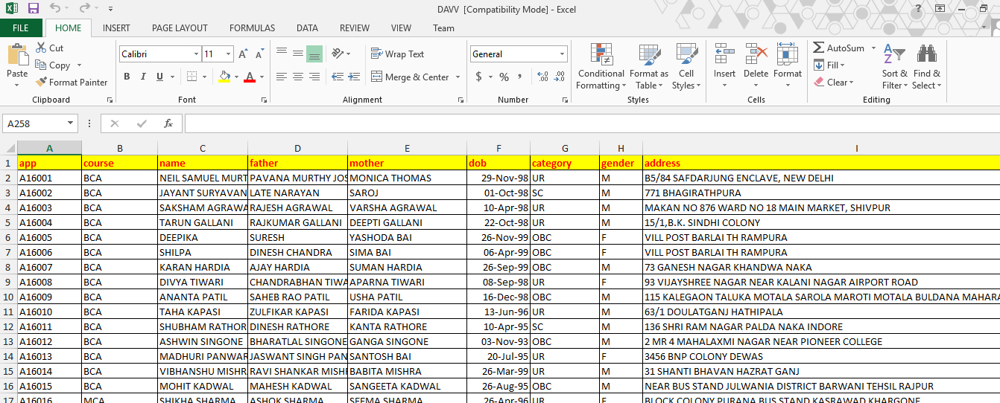 DAVV [Compatibility Mode] - Excel
FILE HOME INSERT PAGE LAYOUT FORMULAS DATA REVIEW VIEW Team
Cut
Copy
Format Painter
Paste
Clipboard
Calibri 11
B I U
Font
Wrap Text
Merge & Center
Alignment
General
$ % ,
Number
Conditional Formatting
Format as Table
Cell Styles
Styles
Insert Delete Format
Cells
AutoSum
Fill
Clear
Sort & Filter
Find & Select
Editing
A258 fx
A B C D E F G H I
1 app course name father mother dob category gender address
2 A16001 BCA NEIL SAMUEL MURT PAVANA MURTHY JOS MONICA THOMAS 29-Nov-98 UR M B5/84 SAFDARJUNG ENCLAVE, NEW DELHI
3 A16002 BCA JAYANT SURYAVAN LATE NARAYAN SAROJ 01-Oct-98 SC M 771 BHAGIRATHPURA
4 A16003 BCA SAKSHAM AGRAWA RAJESH AGRAWAL VARSHA AGRAWAL 10-Apr-98 UR M MAKAN NO 876 WARD NO 18 MAIN MARKET, SHIVPUR
5 A16004 BCA TARUN GALLANI RAJKUMAR GALLANI DEEPTI GALLANI 22-Oct-98 UR M 15/1,B.K. SINDHI COLONY
6 A16005 BCA DEEPIKA SURESH YASHODA BAI 26-Nov-99 OBC F VILL POST BARLAI TH RAMPURA
7 A16006 BCA SHILPA DINESH CHANDRA SIMA BAI 06-Apr-99 OBC F VILL POST BARLAI TH RAMPURA
8 A16007 BCA KARAN HARDIA AJAY HARDIA SUMAN HARDIA 26-Sep-99 OBC M 73 GANESH NAGAR KHANDWA NAKA
9 A16008 BCA DIVYA TIWARI CHANDRABHAN TIWA APARNA TIWARI 08-Sep-98 UR F 93 VIJAYSHREE NAGAR NEAR KALANI NAGAR AIRPORT ROAD
10 A16009 BCA ANANTA PATIL SAHEB RAO PATIL USHA PATIL 16-Dec-98 OBC M 115 KALEGAON TALUKA MOTALA SAROLA MAROTI MOTALA BULDANA MAHARA
11 A16010 BCA TAHA KAPASI ZULFIKAR KAPASI FARIDA KAPASI 13-Jun-96 UR M 63/1 DOULATGANJ HATHIPALA
12 A16011 BCA SHUBHAM RATHOR DINESH RATHORE KANTA RATHORE 10-Apr-95 SC M 136 SHRI RAM NAGAR PALDA NAKA INDORE
13 A16012 BCA ASHWIN SINGONE BHARATLAL SINGONE GANGA SINGONE 03-Nov-93 OBC M 2 MR 4 MAHALAXMI NAGAR NEAR PIONEER COLLEGE
14 A16013 BCA MADHURI PANWAR JASWANT SINGH PAN SANTOSH BAI 20-Jul-95 UR F 3456 BNP COLONY DEWAS
15 A16014 BCA VIBHANSHU MISHR RAVI SHANKAR MISH BABITA MISHRA 26-Mar-99 UR M 31 SHANTI BHAVAN HAZRAT GANJ
16 A16015 BCA MOHIT KADWAL MAHESH KADWAL SANGEETA KADWAL 26-Aug-95 OBC M NEAR BUS STAND JULWANIA DISTRICT BARWANI TEHSIL RAJPUR
17 A16016 MCA SHIKHA SHARMA ASHOK SHARMA SEEMA SHARMA 26-Apr-96 UR F BLOCK COLONY PURANA BUS STAND KASRAWAD KHARGONE